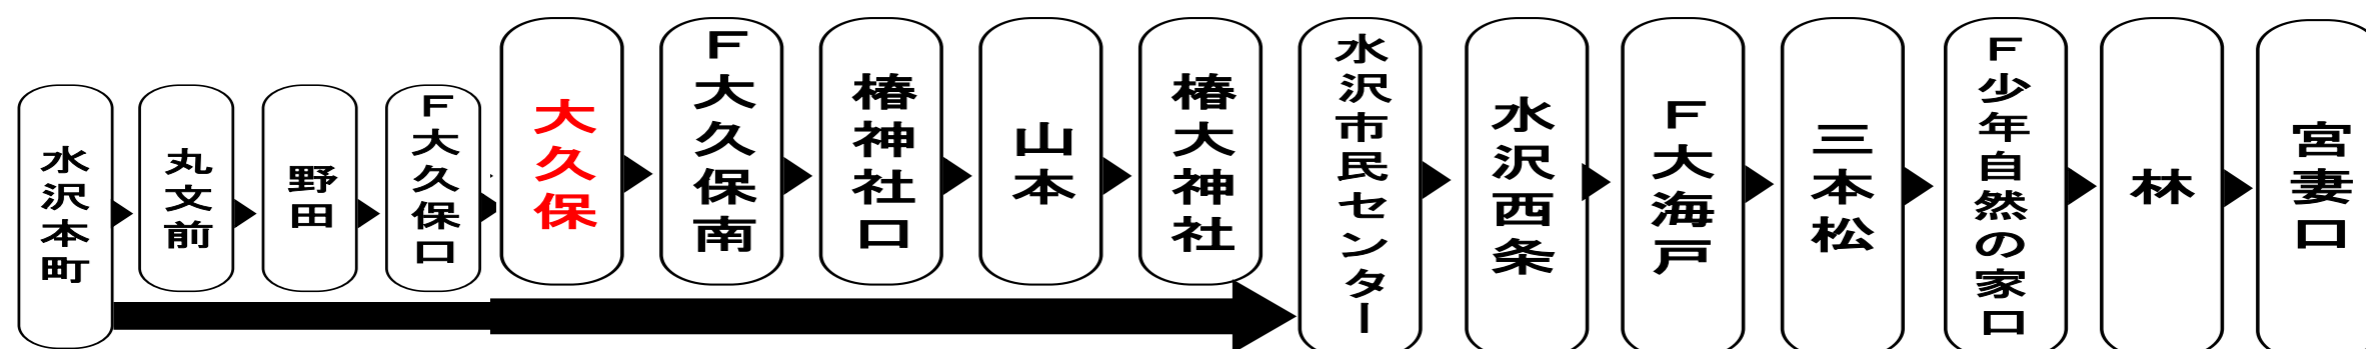 水沢本町
丸文前
野田
F大久保口
大久保
F大久保南
椿神社口
山本
椿大神社
水沢市民センター
水沢西条
F大海戸
三本松
F少年自然の家口
林
宮妻口